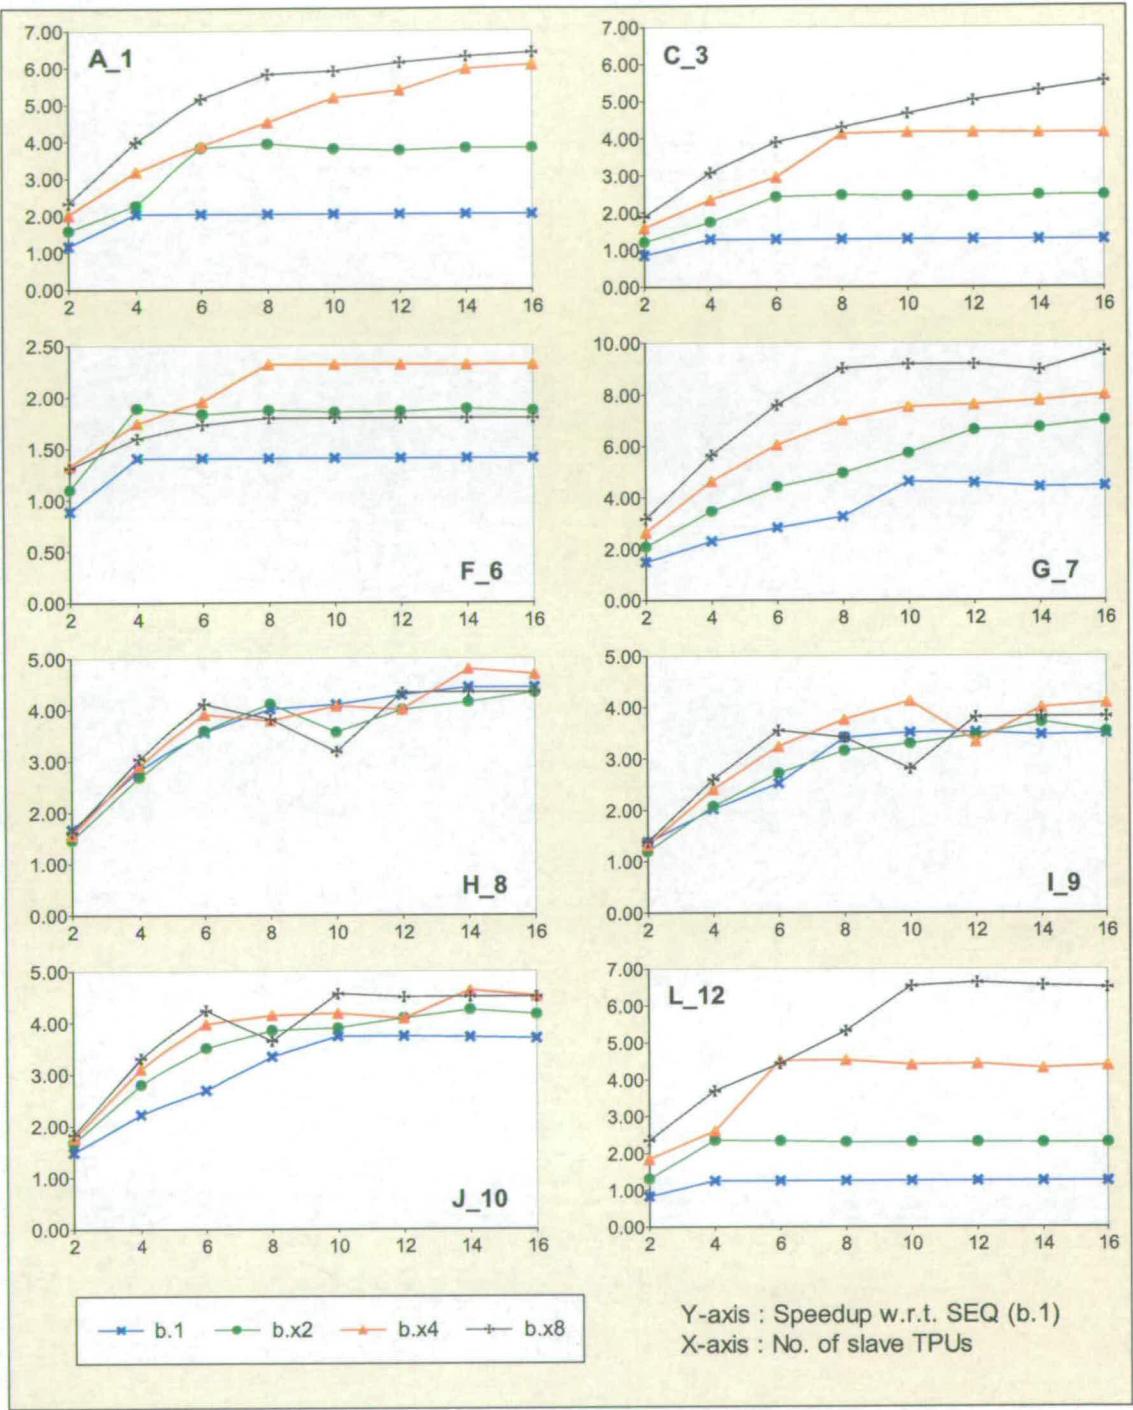 A_1
7.00
6.00
5.00
4.00
3.00
2.00
1.00
0.00
2 4 6 8 10 12 14 16
C_3
7.00
6.00
5.00
4.00
3.00
2.00
1.00
0.00
2 4 6 8 10 12 14 16
2.50
2.00
1.50
1.00
0.50
0.00
F_6
2 4 6 8 10 12 14 16
10.00
8.00
6.00
4.00
2.00
0.00
G_7
2 4 6 8 10 12 14 16
5.00
4.00
3.00
2.00
1.00
0.00
H_8
2 4 6 8 10 12 14 16
5.00
4.00
3.00
2.00
1.00
0.00
I_9
2 4 6 8 10 12 14 16
5.00
4.00
3.00
2.00
1.00
0.00
J_10
2 4 6 8 10 12 14 16
L_12
7.00
6.00
5.00
4.00
3.00
2.00
1.00
0.00
2 4 6 8 10 12 14 16
b.1 b.x2 b.x4 b.x8
Y-axis : Speedup w.r.t. SEQ (b.1)
X-axis : No. of slave TPUs